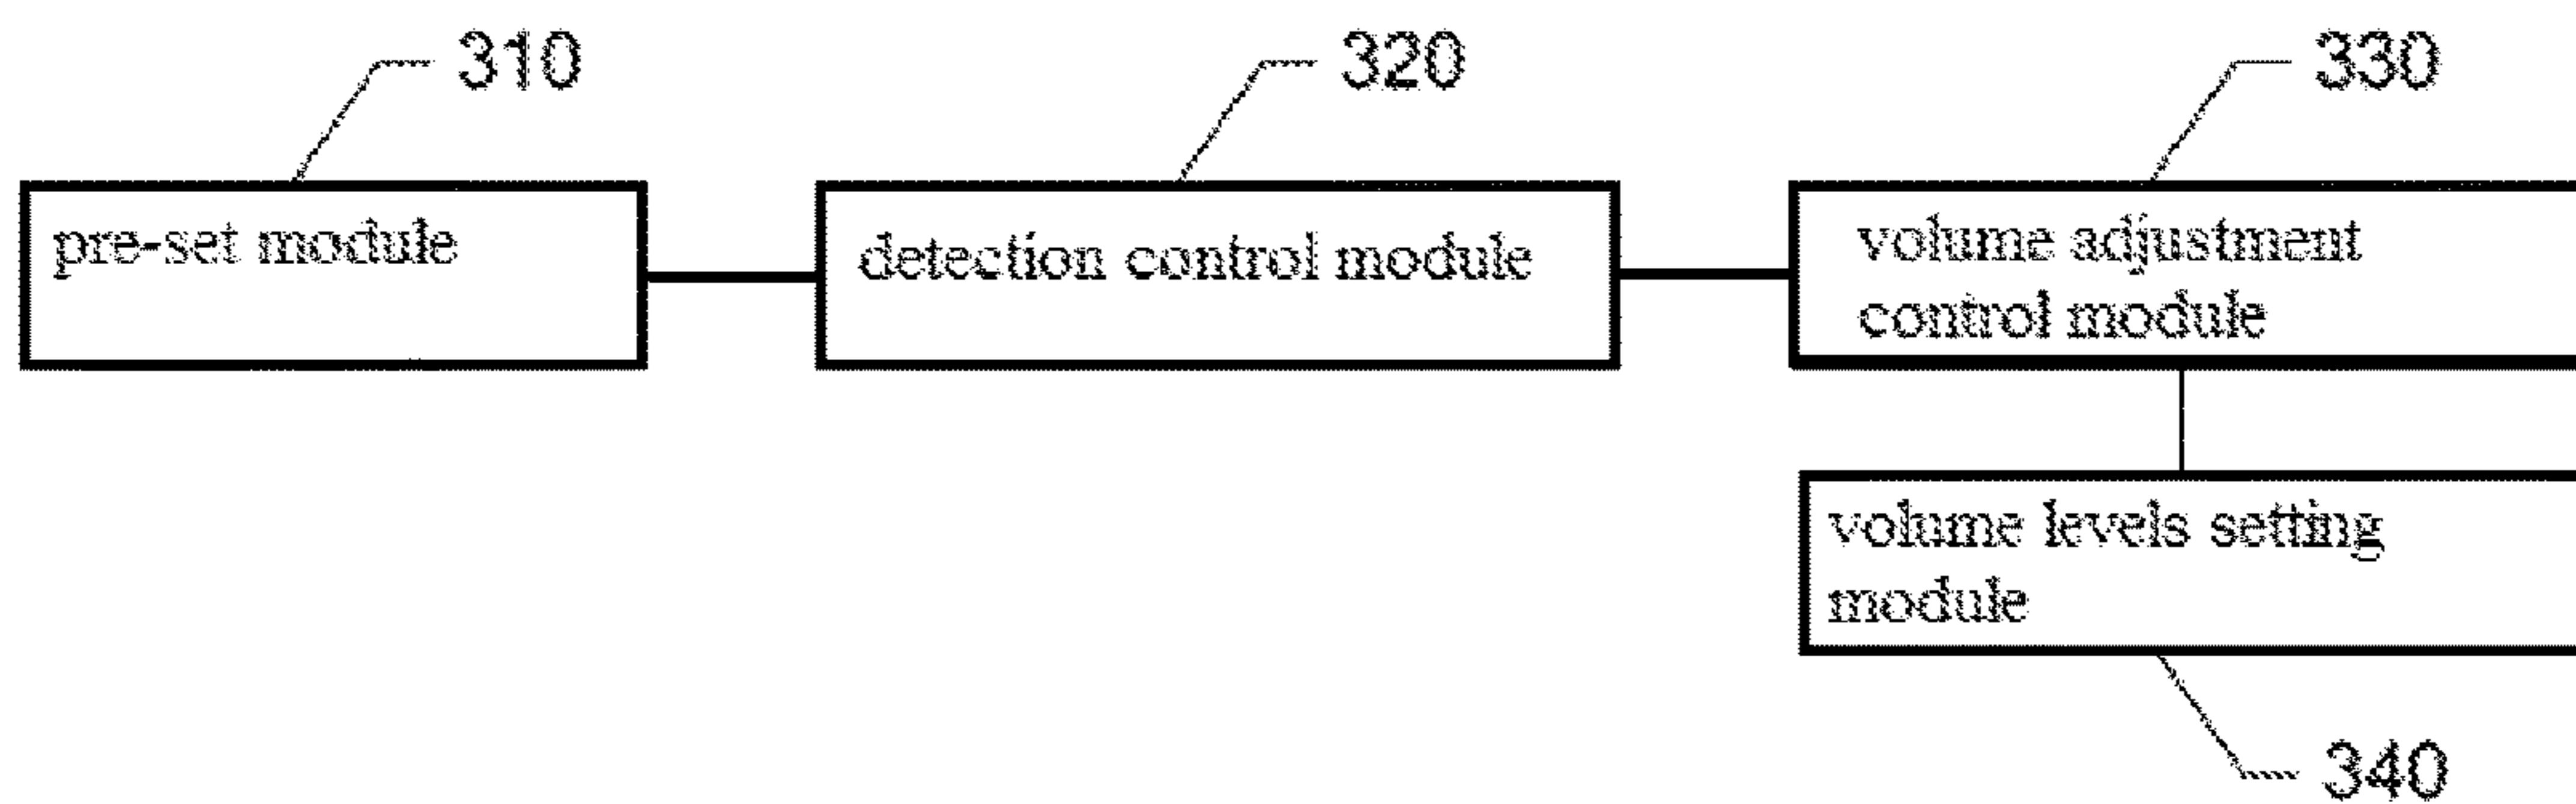 310
320
330
pre-set module
detection control module
volume adjustment
control module
volume levels setting
module
340